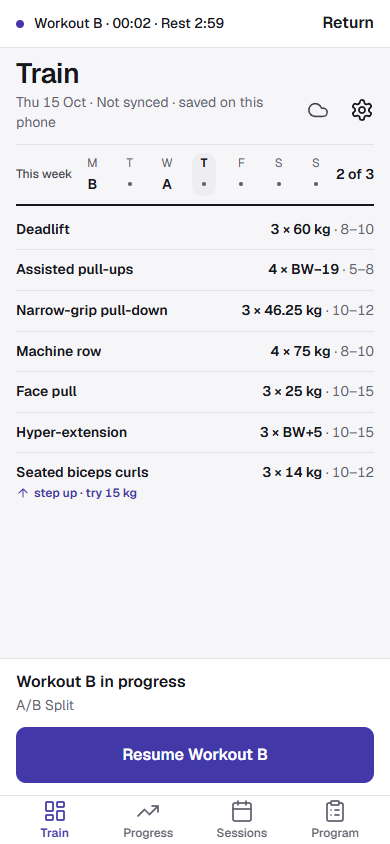 Workout B · 00:02 · Rest 2:59
Return
Train
Thu 15 Oct · Not synced · saved on this
phone
This week
M T W T F S S
B • A • • • •
2 of 3
Deadlift 3 × 60 kg · 8–10
Assisted pull-ups 4 × BW−19 · 5–8
Narrow-grip pull-down 3 × 46.25 kg · 10–12
Machine row 4 × 75 kg · 8–10
Face pull 3 × 25 kg · 10–15
Hyper-extension 3 × BW+5 · 10–15
Seated biceps curls 3 × 14 kg · 10–12
↑ step up · try 15 kg
Workout B in progress
A/B Split
Resume Workout B
Train Progress Sessions Program